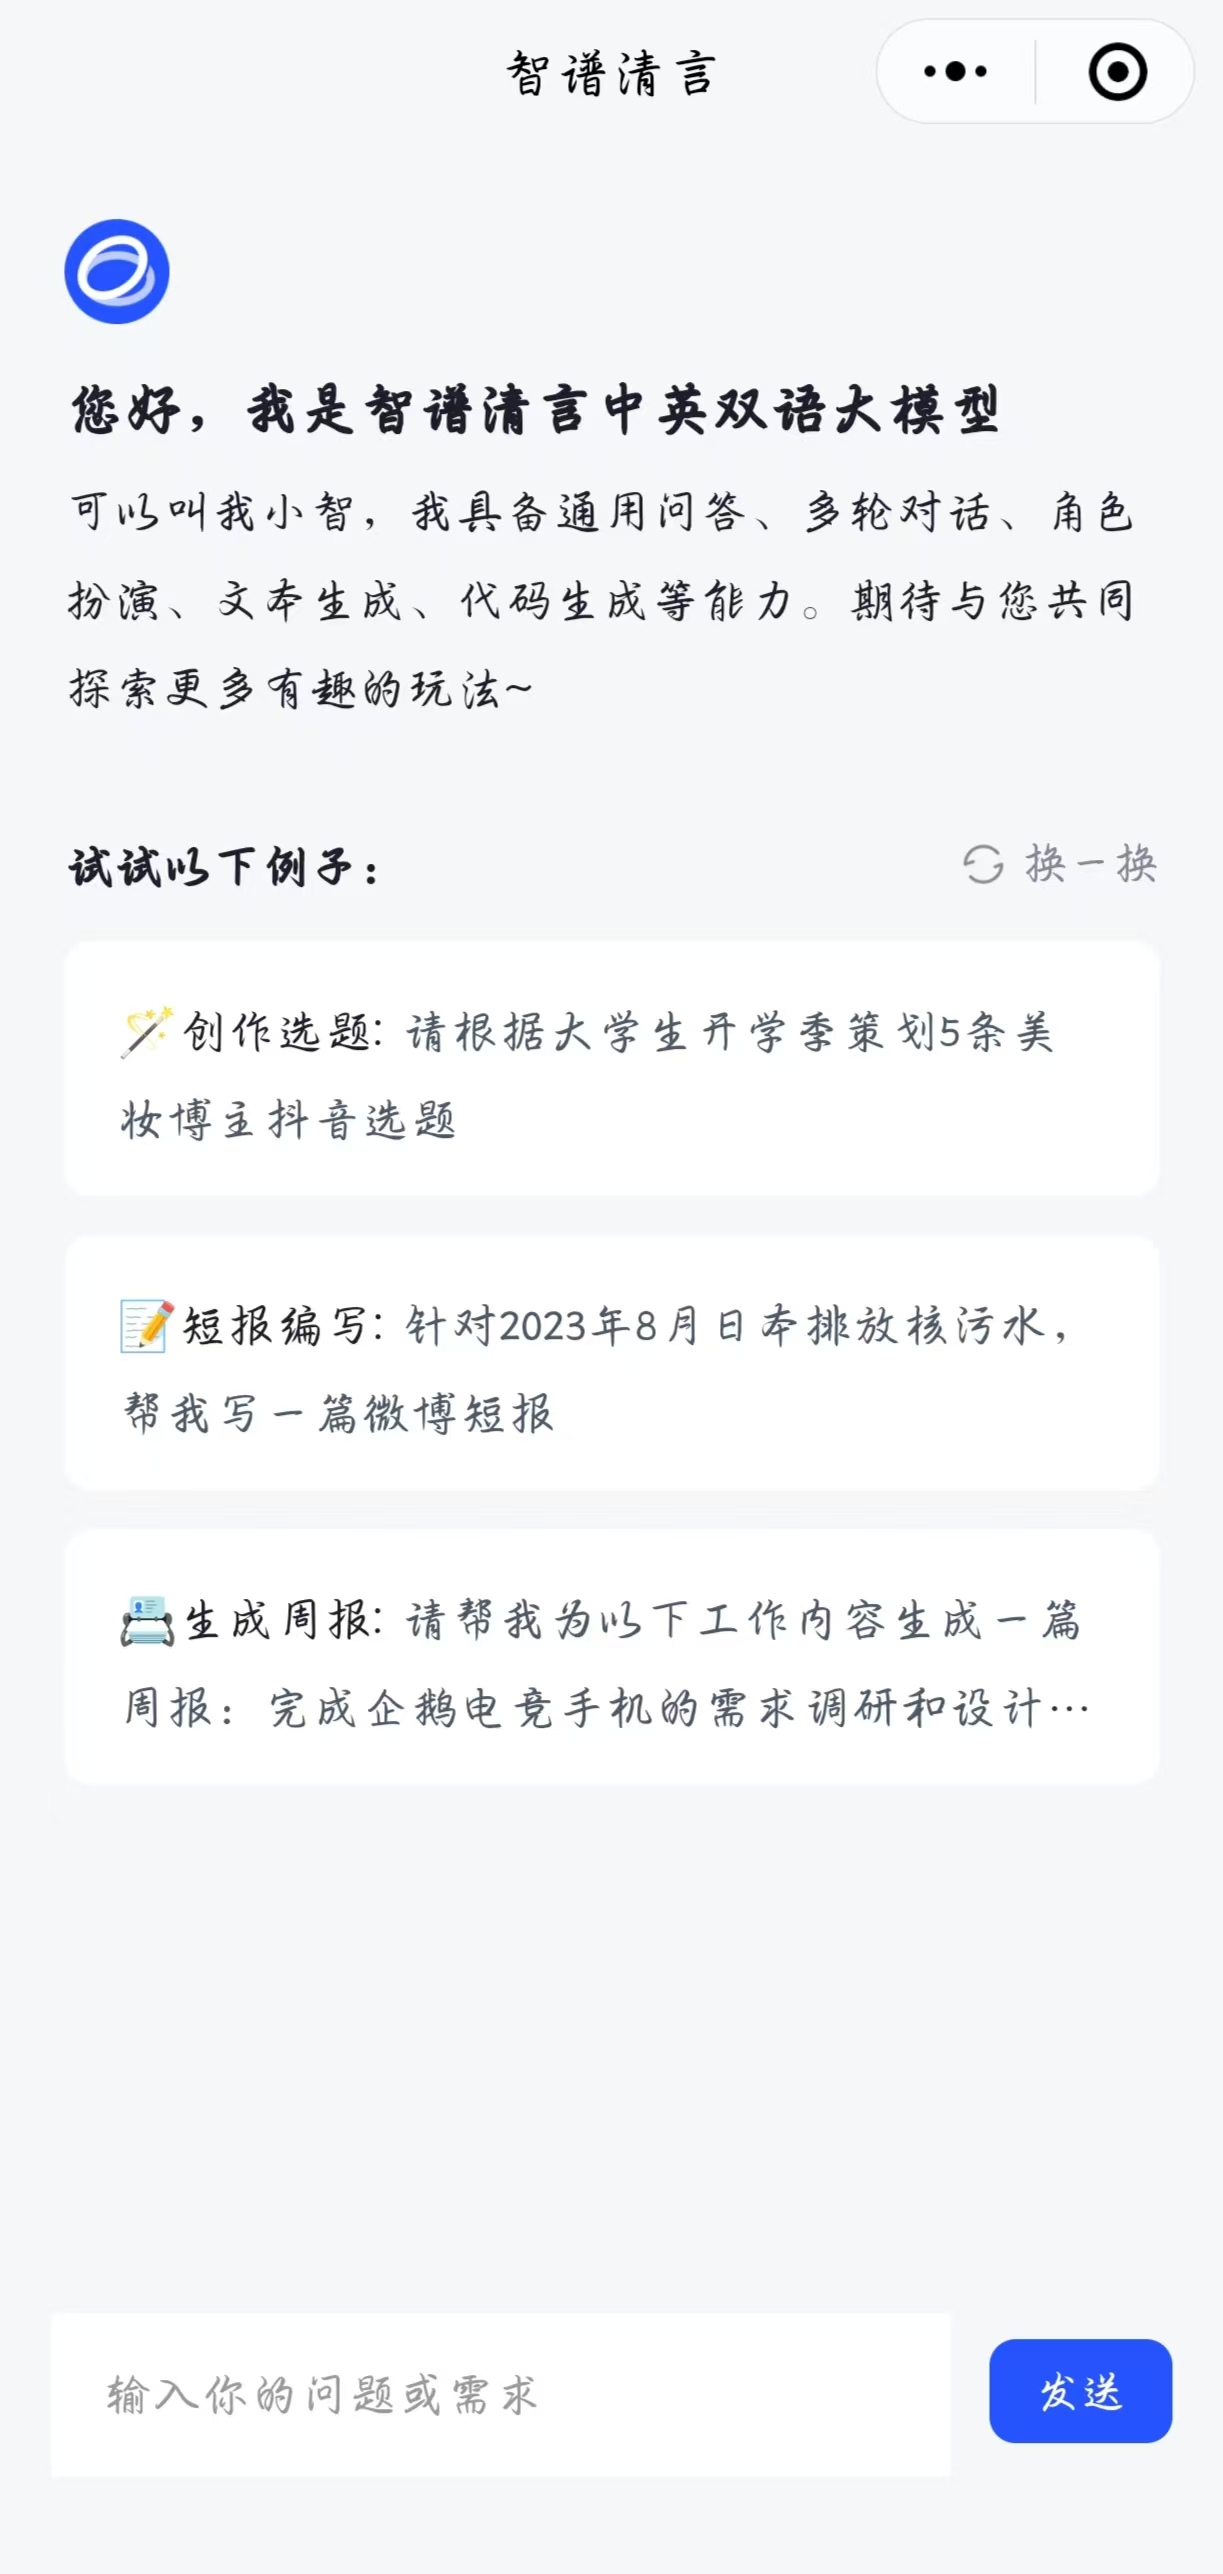 智谱清言
您好，我是智谱清言中英双语大模型
可以叫我小智，我具备通用问答、多轮对话、角色
扮演、文本生成、代码生成等能力。期待与您共同
探索更多有趣的玩法~
试试以下例子：
换一换
创作选题: 请根据大学生开学季策划5条美
妆博主抖音选题
短报编写: 针对2023年8月日本排放核污水，
帮我写一篇微博短报
生成周报: 请帮我为以下工作内容生成一篇
周报：完成企鹅电竞手机的需求调研和设计…
输入你的问题或需求
发送